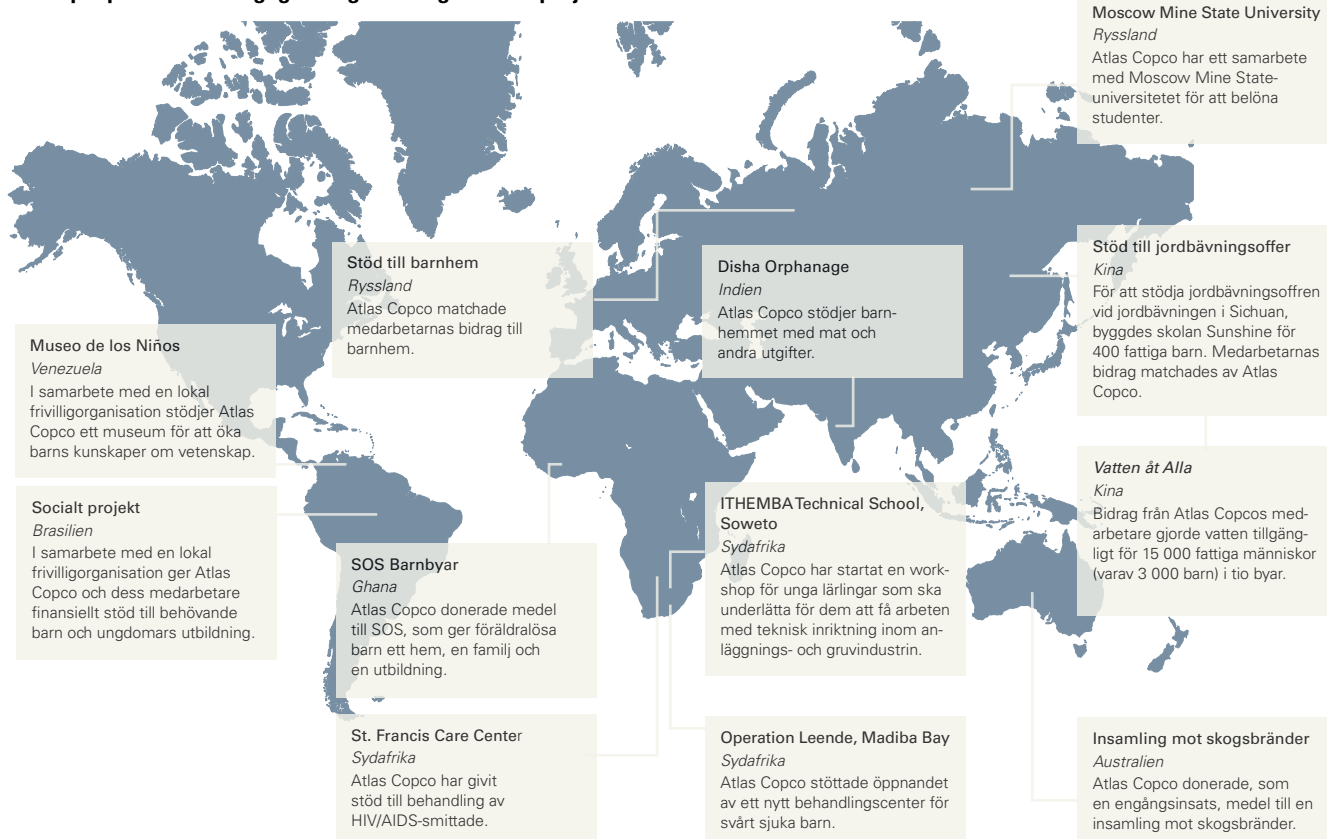 Moscow Mine State University
Ryssland
Atlas Copco har ett samarbete
med Moscow Mine State-
universitetet för att belöna
studenter.
Stöd till barnhem
Ryssland
Atlas Copco matchade
medarbetarnas bidrag till
barnhem.
Disha Orphanage
Indien
Atlas Copco stödjer barn-
hemmet med mat och
andra utgifter.
Stöd till jordbävningsoffer
Kina
För att stödja jordbävningsoffren
vid jordbävningen i Sichuan,
byggdes skolan Sunshine för
400 fattiga barn. Medarbetarnas
bidrag matchades av Atlas
Copco.
Museo de los Niños
Venezuela
I samarbete med en lokal
frivilligorganisation stödjer Atlas
Copco ett museum för att öka
barns kunskaper om vetenskap.
Vatten åt Alla
Kina
Bidrag från Atlas Copcos med-
arbetare gjorde vatten tillgäng-
ligt för 15 000 fattiga människor
(varav 3 000 barn) i tio byar.
Socialt projekt
Brasilien
I samarbete med en lokal
frivilligorganisation ger Atlas
Copco och dess medarbetare
finansiellt stöd till behövande
barn och ungdomars utbildning.
SOS Barnbyar
Ghana
Atlas Copco donerade medel
till SOS, som ger föräldralösa
barn ett hem, en familj och
en utbildning.
ITHEMBA Technical School,
Soweto
Sydafrika
Atlas Copco har startat en work-
shop för unga lärlingar som ska
underlätta för dem att få arbeten
med teknisk inriktning inom an-
läggnings- och gruvindustrin.
St. Francis Care Center
Sydafrika
Atlas Copco har givit
stöd till behandling av
HIV/AIDS-smittade.
Operation Leende, Madiba Bay
Sydafrika
Atlas Copco stöttade öppnandet
av ett nytt behandlingscenter för
svårt sjuka barn.
Insamling mot skogsbränder
Australien
Atlas Copco donerade, som
en engångsinsats, medel till en
insamling mot skogsbränder.